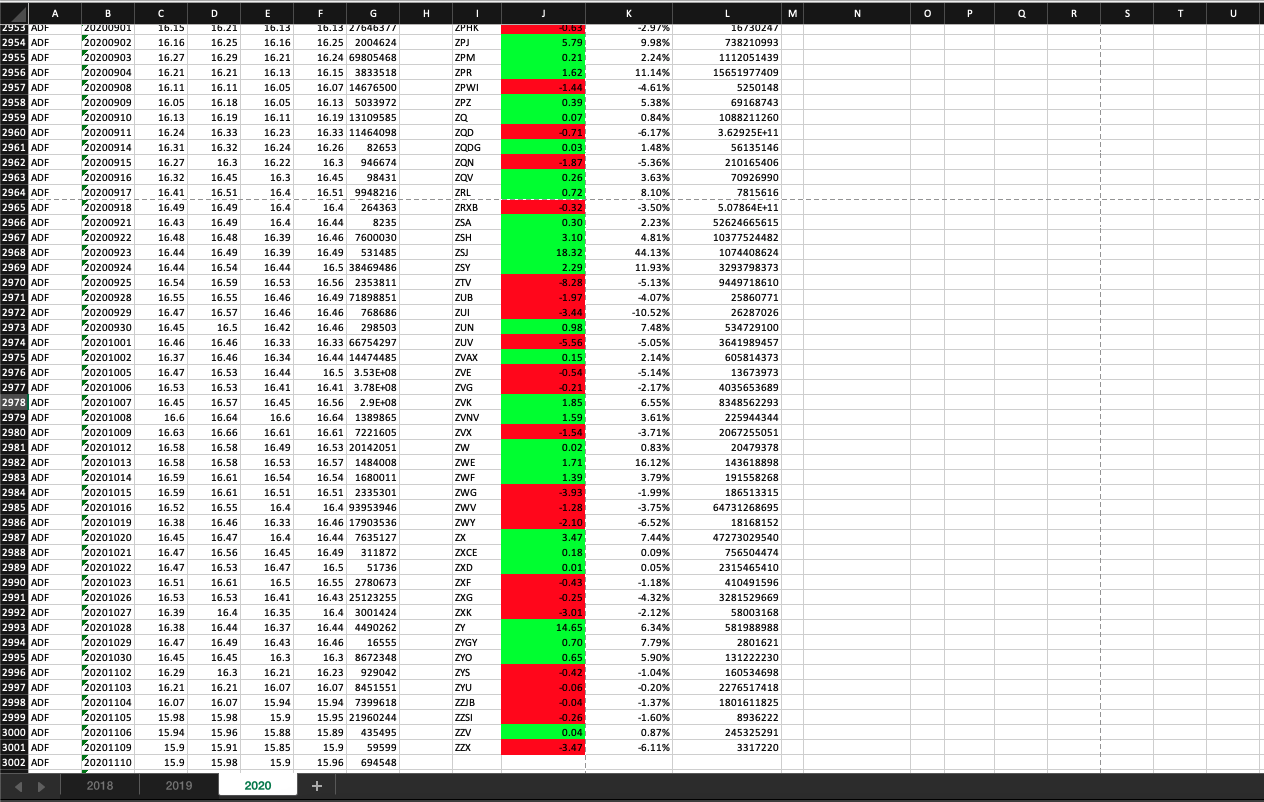 A B C D E F G H I J K L M N O P Q R S T U
2953 ADF 20200901 16.15 16.21 16.13 16.13 27646377 ZPHK -0.63 -2.97% 16730247
2954 ADF 20200902 16.16 16.25 16.16 16.25 2004624 ZPJ 5.79 9.98% 738210993
2955 ADF 20200903 16.27 16.29 16.21 16.24 69805468 ZPM 0.21 2.24% 1112051439
2956 ADF 20200904 16.21 16.21 16.13 16.15 3833518 ZPR 1.62 11.14% 15651977409
2957 ADF 20200908 16.11 16.11 16.05 16.07 14676500 ZPWI -1.44 -4.61% 5250148
2958 ADF 20200909 16.05 16.18 16.05 16.13 5033972 ZPZ 0.39 5.38% 69168743
2959 ADF 20200910 16.13 16.19 16.11 16.19 13109585 ZQ 0.07 0.84% 1088211260
2960 ADF 20200911 16.24 16.33 16.23 16.33 11464098 ZQD -0.71 -6.17% 3.62925E+11
2961 ADF 20200914 16.31 16.32 16.24 16.26 82653 ZQDG 0.03 1.48% 56135146
2962 ADF 20200915 16.27 16.3 16.22 16.3 946674 ZQN -1.87 -5.36% 210165406
2963 ADF 20200916 16.32 16.45 16.3 16.45 98431 ZQV 0.26 3.63% 70926990
2964 ADF 20200917 16.41 16.51 16.4 16.51 9948216 ZRL 0.72 8.10% 7815616
2965 ADF 20200918 16.49 16.49 16.4 16.4 264363 ZRXB -0.32 -3.50% 5.07864E+11
2966 ADF 20200921 16.43 16.49 16.4 16.44 8235 ZSA 0.30 2.23% 52624665615
2967 ADF 20200922 16.48 16.48 16.39 16.46 7600030 ZSH 3.10 4.81% 10377524482
2968 ADF 20200923 16.44 16.49 16.39 16.49 531485 ZSJ 18.32 44.13% 1074408624
2969 ADF 20200924 16.44 16.54 16.44 16.5 38469486 ZSY 2.29 11.93% 3293798373
2970 ADF 20200925 16.54 16.59 16.53 16.56 2353811 ZTV -8.28 -5.13% 9449718610
2971 ADF 20200928 16.55 16.55 16.46 16.49 71898851 ZUB -1.97 -4.07% 25860771
2972 ADF 20200929 16.47 16.57 16.46 16.46 768686 ZUI -3.44 -10.52% 26287026
2973 ADF 20200930 16.45 16.5 16.42 16.46 298503 ZUN 0.98 7.48% 534729100
2974 ADF 20201001 16.46 16.46 16.33 16.33 66754297 ZUV -5.56 -5.05% 3641989457
2975 ADF 20201002 16.37 16.46 16.34 16.44 14474485 ZVAX 0.15 2.14% 605814373
2976 ADF 20201005 16.47 16.53 16.44 16.5 3.53E+08 ZVE -0.54 -5.14% 13673973
2977 ADF 20201006 16.53 16.53 16.41 16.41 3.78E+08 ZVG -0.21 -2.17% 4035653689
2978 ADF 20201007 16.45 16.57 16.45 16.56 2.9E+08 ZVK 1.85 6.55% 8348562293
2979 ADF 20201008 16.6 16.64 16.6 16.64 1389865 ZVNV 1.59 3.61% 225944344
2980 ADF 20201009 16.63 16.66 16.61 16.61 7221605 ZVX -1.54 -3.71% 2067255051
2981 ADF 20201012 16.58 16.58 16.49 16.53 20142051 ZW 0.02 0.83% 20479378
2982 ADF 20201013 16.58 16.58 16.53 16.57 1484008 ZWE 1.71 16.12% 143618898
2983 ADF 20201014 16.59 16.61 16.54 16.54 1680011 ZWF 1.39 3.79% 191558268
2984 ADF 20201015 16.59 16.61 16.51 16.51 2335301 ZWG -3.93 -1.99% 186513315
2985 ADF 20201016 16.52 16.55 16.4 16.4 93953946 ZWV -1.28 -3.75% 64731268695
2986 ADF 20201019 16.38 16.46 16.33 16.46 17903536 ZWY -2.10 -6.52% 18168152
2987 ADF 20201020 16.45 16.47 16.4 16.44 7635127 ZX 3.47 7.44% 47273029540
2988 ADF 20201021 16.47 16.56 16.45 16.49 311872 ZXCE 0.18 0.09% 756504474
2989 ADF 20201022 16.47 16.53 16.47 16.5 51736 ZXD 0.01 0.05% 2315465410
2990 ADF 20201023 16.51 16.61 16.5 16.55 2780673 ZXF -0.43 -1.18% 410491596
2991 ADF 20201026 16.53 16.53 16.41 16.43 25123255 ZXG -0.25 -4.32% 3281529669
2992 ADF 20201027 16.39 16.4 16.35 16.4 3001424 ZXK -3.01 -2.12% 58003168
2993 ADF 20201028 16.38 16.44 16.37 16.44 4490262 ZY 14.65 6.34% 581988988
2994 ADF 20201029 16.47 16.49 16.43 16.46 16555 ZYGY 0.70 7.79% 2801621
2995 ADF 20201030 16.45 16.45 16.3 16.3 8672348 ZYO 0.65 5.90% 131222230
2996 ADF 20201102 16.29 16.3 16.21 16.23 929042 ZYS -0.42 -1.04% 160534698
2997 ADF 20201103 16.21 16.21 16.07 16.07 8451551 ZYU -0.06 -0.20% 2276517418
2998 ADF 20201104 16.07 16.07 15.94 15.94 7399618 ZZJB -0.04 -1.37% 1801611825
2999 ADF 20201105 15.98 15.98 15.9 15.95 21960244 ZZSI -0.26 -1.60% 8936222
3000 ADF 20201106 15.94 15.96 15.88 15.89 435495 ZZV 0.04 0.87% 245325291
3001 ADF 20201109 15.9 15.91 15.85 15.9 59599 ZZX -3.47 -6.11% 3317220
3002 ADF 20201110 15.9 15.98 15.9 15.96 694548
2018 2019 2020 +